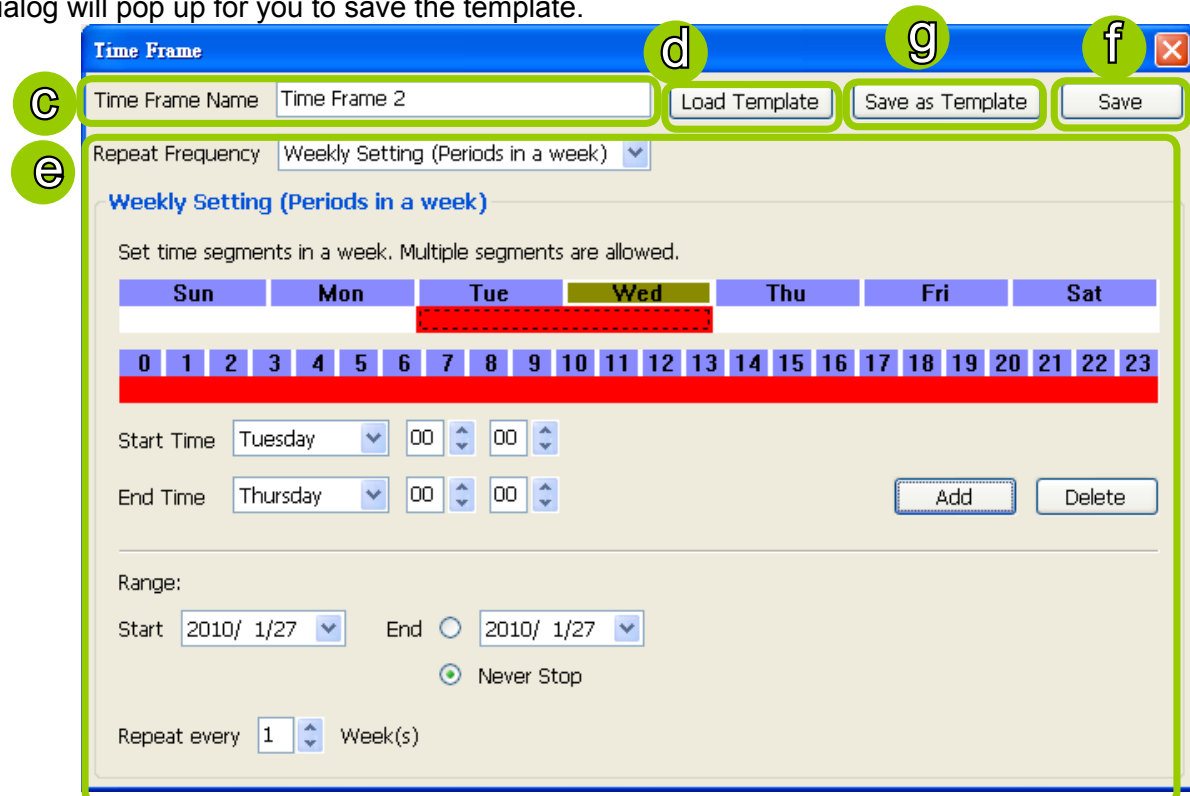 alog will pop up for you to save the template.
d g f
Time Frame
c Time Frame Name Time Frame 2 Load Template Save as Template Save
e Repeat Frequency Weekly Setting (Periods in a week)
Weekly Setting (Periods in a week)
Set time segments in a week. Multiple segments are allowed.
Sun Mon Tue Wed Thu Fri Sat
0 1 2 3 4 5 6 7 8 9 10 11 12 13 14 15 16 17 18 19 20 21 22 23
Start Time Tuesday 00 00
End Time Thursday 00 00 Add Delete
Range:
Start 2010/ 1/27 End 2010/ 1/27
Never Stop
Repeat every 1 Week(s)